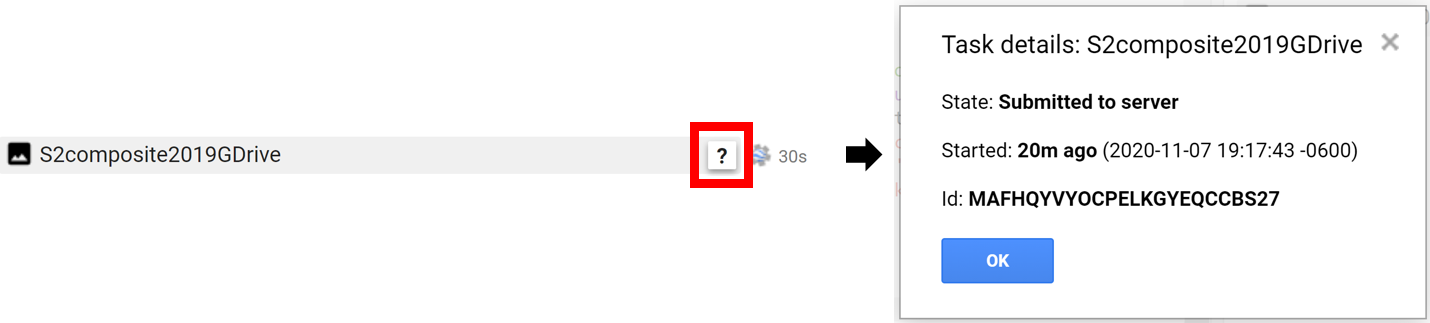 S2composite2019GDrive
?
30s
Task details: S2composite2019GDrive
State: Submitted to server
Started: 20m ago (2020-11-07 19:17:43 -0600)
Id: MAFHQYVYOCPELKGYEQCCBS27
OK